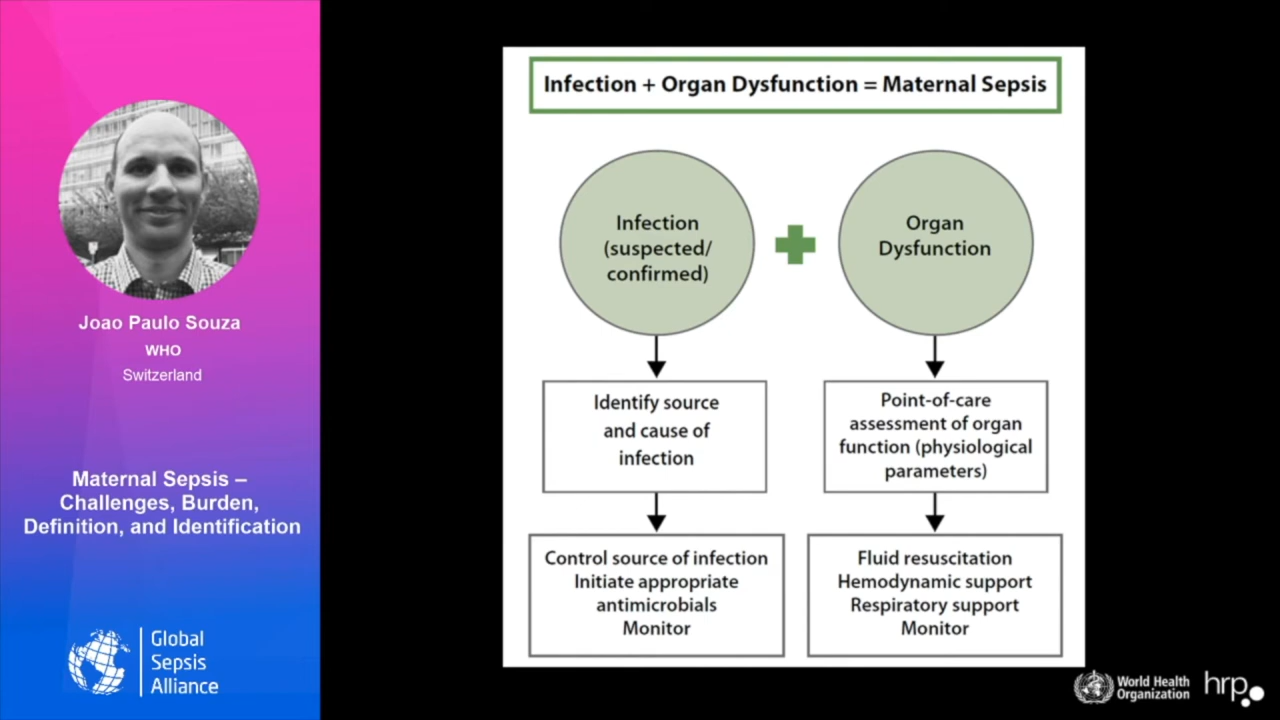 Joao Paulo Souza
WHO
Switzerland
Maternal Sepsis –
Challenges, Burden,
Definition, and Identification
Global
Sepsis
Alliance
Infection + Organ Dysfunction = Maternal Sepsis
Infection
(suspected/
confirmed)
Organ
Dysfunction
Identify source
and cause of
infection
Point-of-care
assessment of organ
function (physiological
parameters)
Control source of infection
Initiate appropriate
antimicrobials
Monitor
Fluid resuscitation
Hemodynamic support
Respiratory support
Monitor
World Health
Organization
hrp